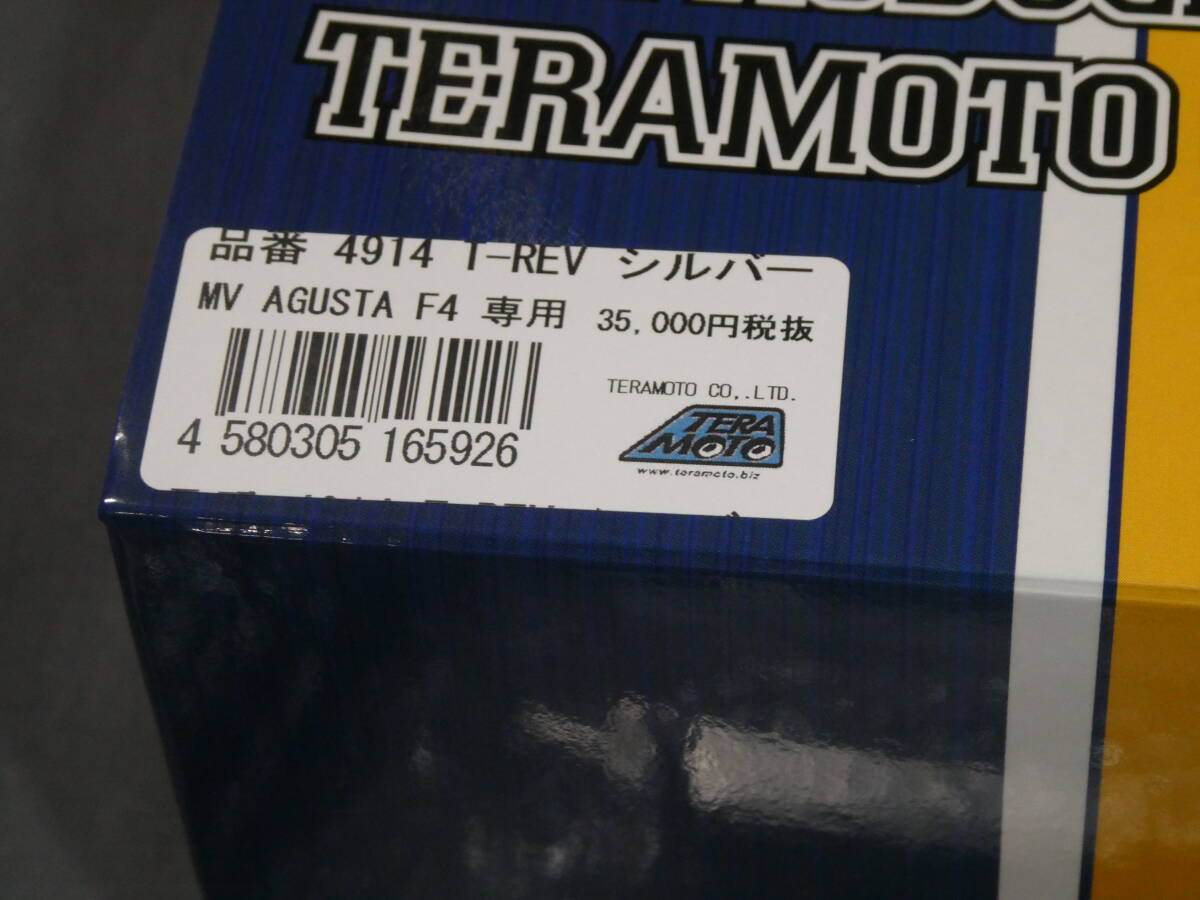 TERAMOTO
品番 4914 T-REV シルバー
MV AGUSTA F4 専用 35,000円税抜
TERAMOTO CO,.LTD.
TERA
MOTO
www.teramoto.biz
4 580305 165926